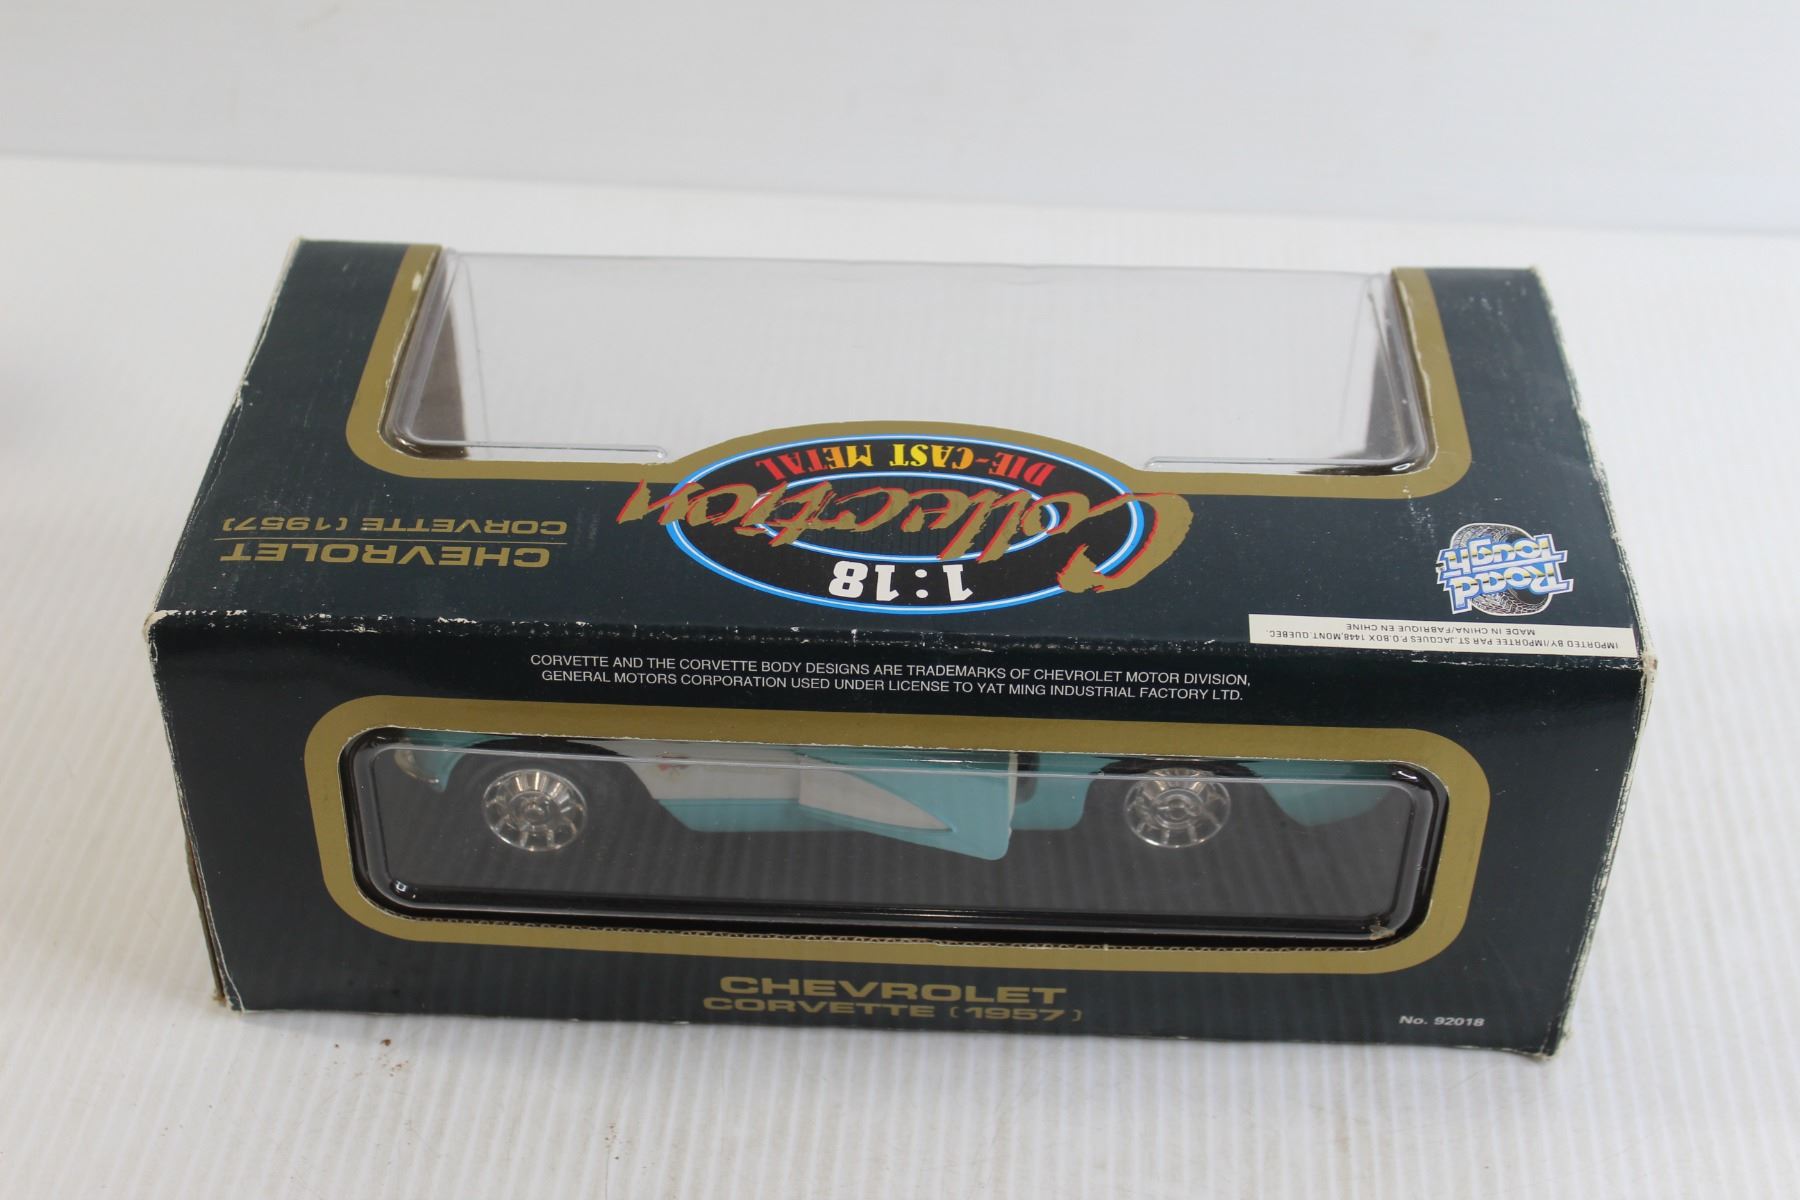 1:18
Collection
DIE-CAST METAL
CHEVROLET
CORVETTE (1957)
Road
Tough
IMPORTED BY/IMPORTEE PAR ST.JACQUES,P.O.BOX 1448,MONT. QUEBEC.
MADE IN CHINA/FABRIQUE EN CHINE
CORVETTE AND THE CORVETTE BODY DESIGNS ARE TRADEMARKS OF CHEVROLET MOTOR DIVISION,
GENERAL MOTORS CORPORATION USED UNDER LICENSE TO YAT MING INDUSTRIAL FACTORY LTD.
CHEVROLET
CORVETTE (1957)
No. 92018